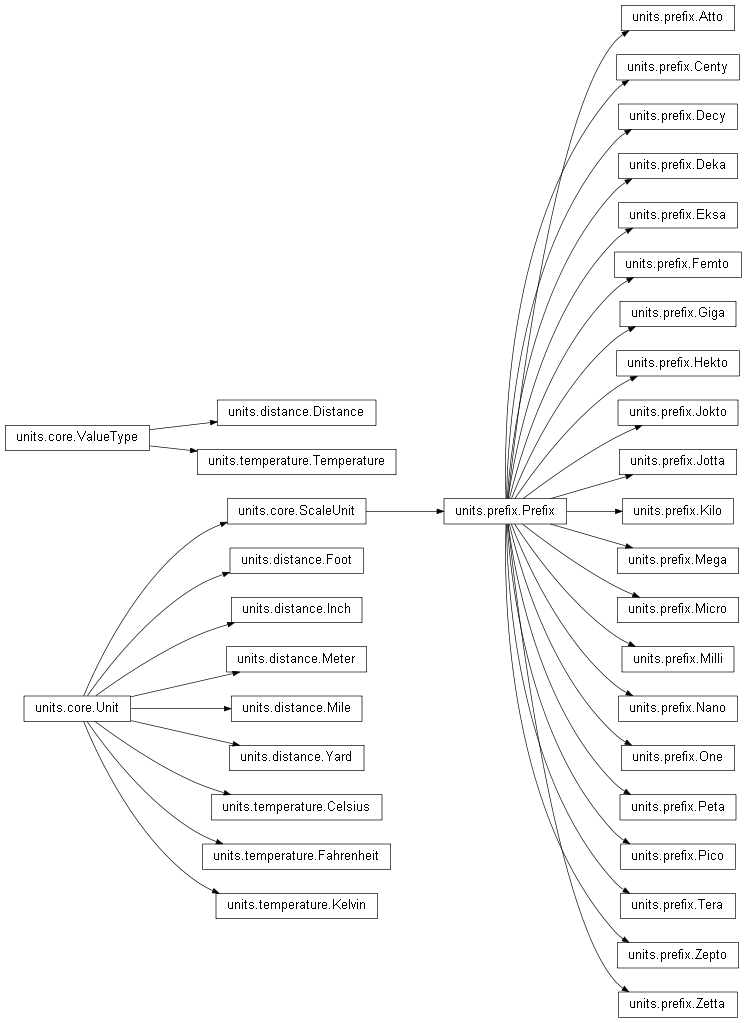 units.prefix.Atto
units.prefix.Centy
units.prefix.Decy
units.prefix.Deka
units.prefix.Eksa
units.prefix.Femto
units.prefix.Giga
units.prefix.Hekto
units.distance.Distance
units.prefix.Jokto
units.core.ValueType
units.temperature.Temperature
units.prefix.Jotta
units.core.ScaleUnit
units.prefix.Prefix
units.prefix.Kilo
units.distance.Foot
units.prefix.Mega
units.distance.Inch
units.prefix.Micro
units.distance.Meter
units.prefix.Milli
units.core.Unit
units.distance.Mile
units.prefix.Nano
units.distance.Yard
units.prefix.One
units.temperature.Celsius
units.prefix.Peta
units.temperature.Fahrenheit
units.prefix.Pico
units.temperature.Kelvin
units.prefix.Tera
units.prefix.Zepto
units.prefix.Zetta